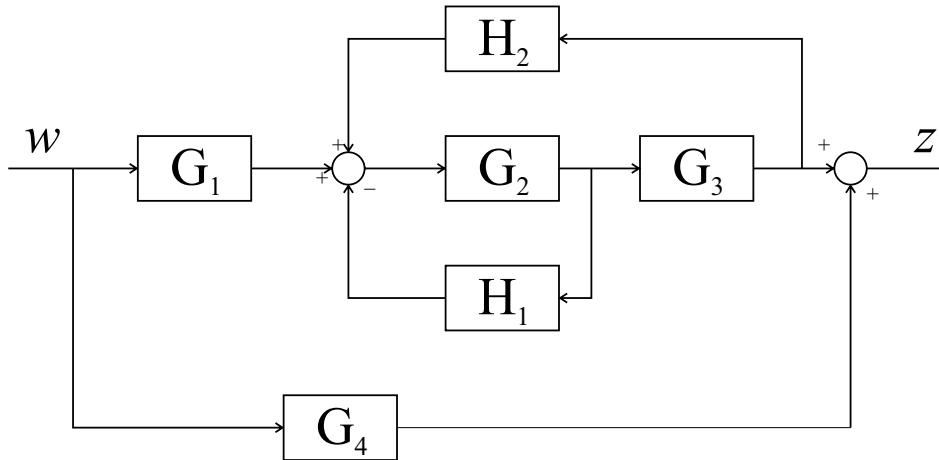 H₂
w
G₁
+
+
−
G₂
G₃
+
+
z
H₁
G₄